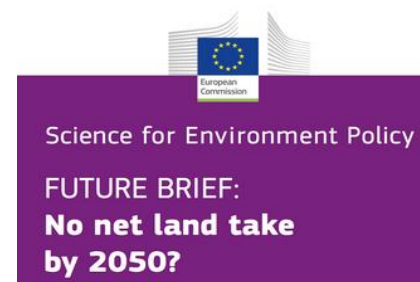 European
Commission
Science for Environment Policy
FUTURE BRIEF:
No net land take
by 2050?